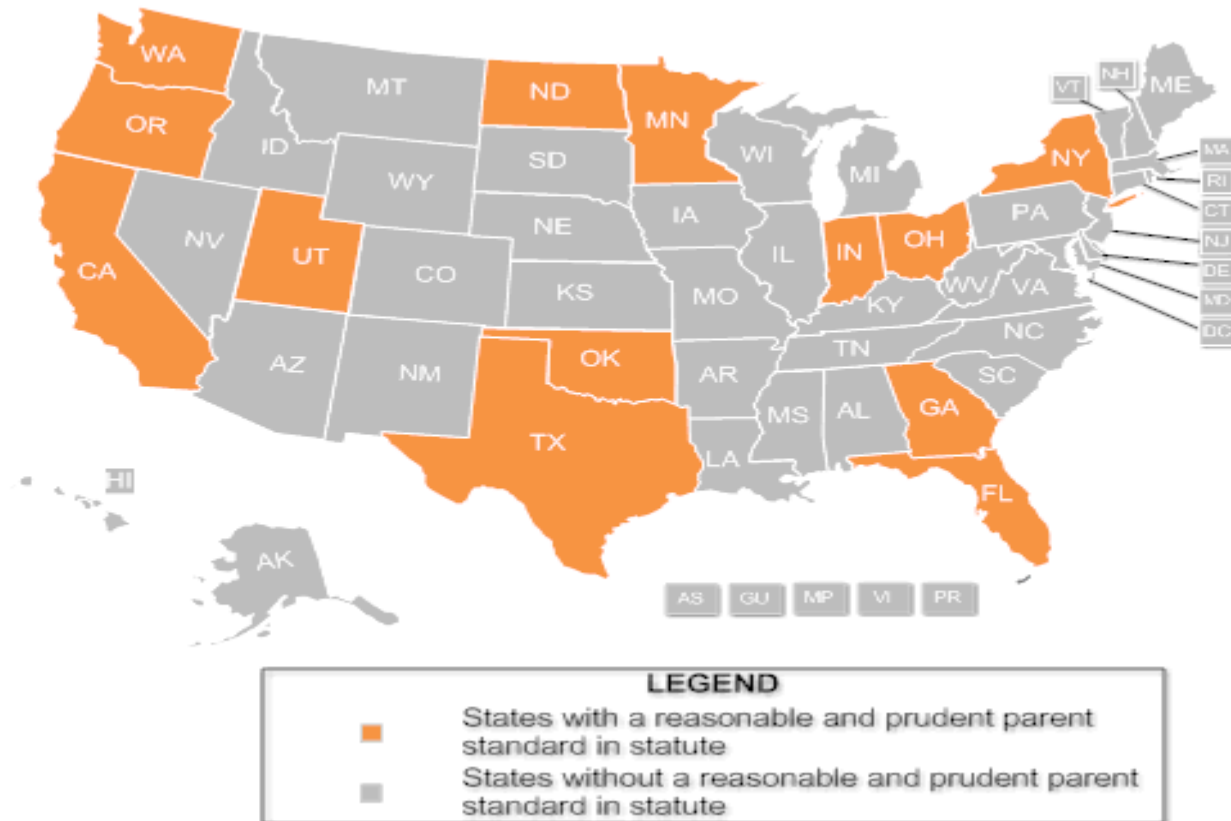 WA
MT
ND
MN
VT
NH
ME
OR
ID
SD
WI
MI
NY
MA
WY
RI
NV
UT
NE
IA
PA
CT
CA
CO
IL
IN
OH
NJ
KS
MO
WV
VA
DE
KY
MD
AZ
NM
OK
AR
TN
NC
DC
SC
TX
MS
AL
GA
LA
FL
HI
AK
AS
GU
MP
VI
PR
LEGEND
States with a reasonable and prudent parent
standard in statute
States without a reasonable and prudent parent
standard in statute